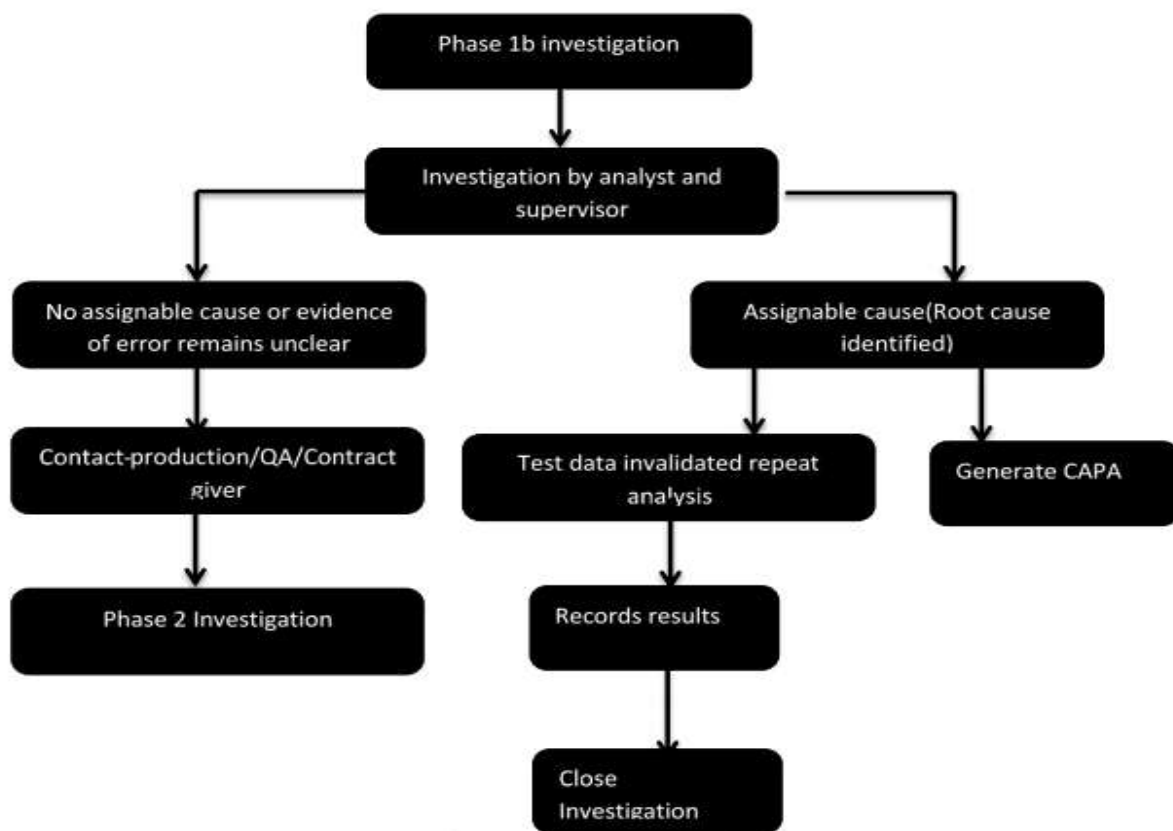 Phase 1b investigation
Investigation by analyst and
supervisor
No assignable cause or evidence
of error remains unclear
Assignable cause(Root cause
identified)
Contact-production/QA/Contract
giver
Test data invalidated repeat
analysis
Generate CAPA
Phase 2 Investigation
Records results
Close
Investigation